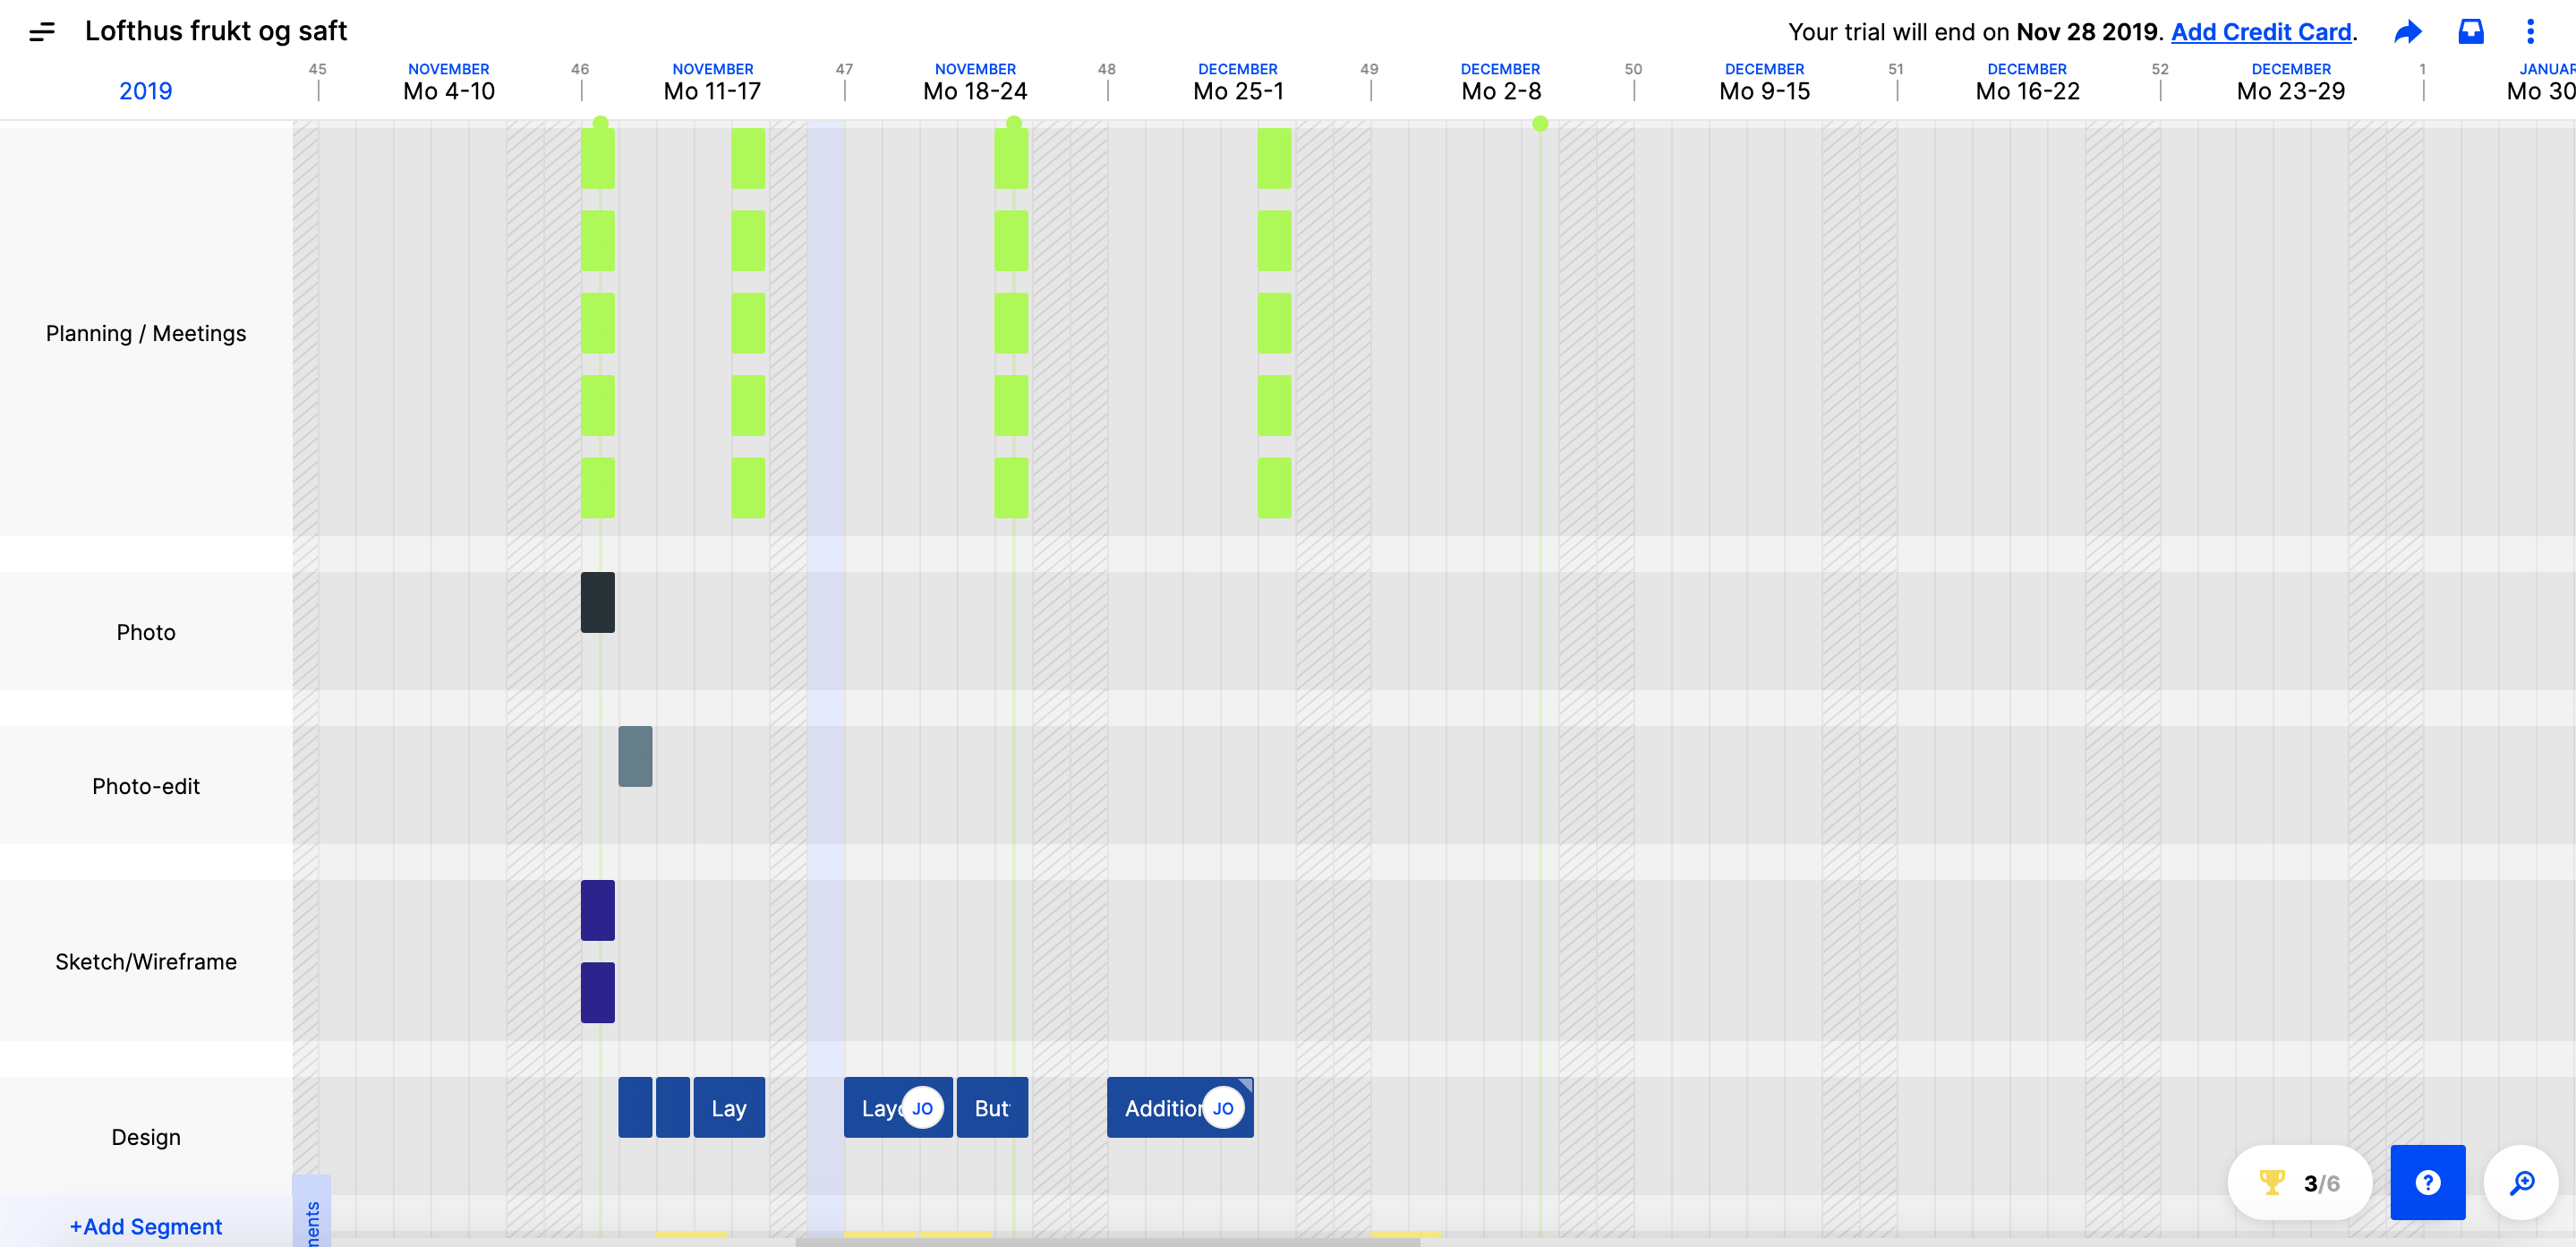 Lofthus frukt og saft
Your trial will end on Nov 28 2019. Add Credit Card.
2019
45 NOVEMBER 46 NOVEMBER 47 NOVEMBER 48 DECEMBER 49 DECEMBER 50 DECEMBER 51 DECEMBER 52 DECEMBER 1 JANUAR
Mo 4-10 Mo 11-17 Mo 18-24 Mo 25-1 Mo 2-8 Mo 9-15 Mo 16-22 Mo 23-29 Mo 30
Planning / Meetings
Photo
Photo-edit
Sketch/Wireframe
Design
Lay
Layo JO
But
Addition JO
+Add Segment
ments
3/6
?